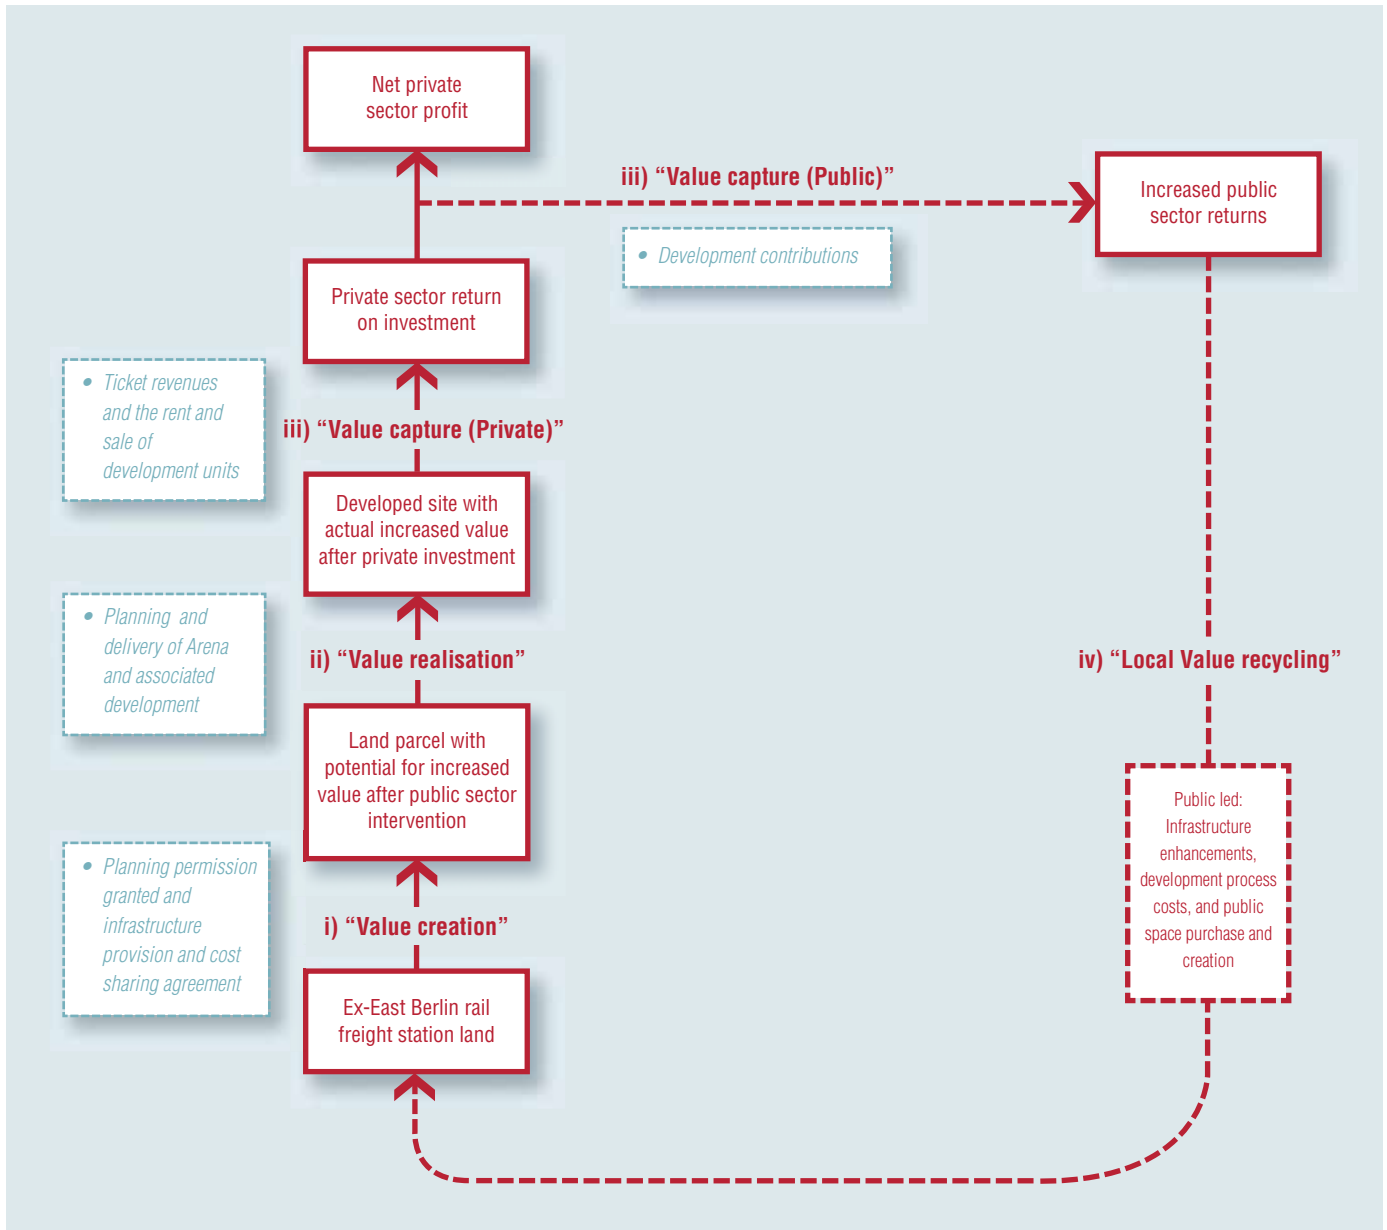 Net private
sector profit
iii) “Value capture (Public)”
Increased public
sector returns
• Development contributions
Private sector return
on investment
• Ticket revenues
and the rent and
sale of
development units
iii) “Value capture (Private)”
Developed site with
actual increased value
after private investment
• Planning and
delivery of Arena
and associated
development
ii) “Value realisation”
iv) “Local Value recycling”
Land parcel with
potential for increased
value after public sector
intervention
Public led:
Infrastructure
enhancements,
development process
costs, and public
space purchase and
creation
• Planning permission
granted and
infrastructure
provision and cost
sharing agreement
i) “Value creation”
Ex-East Berlin rail
freight station land